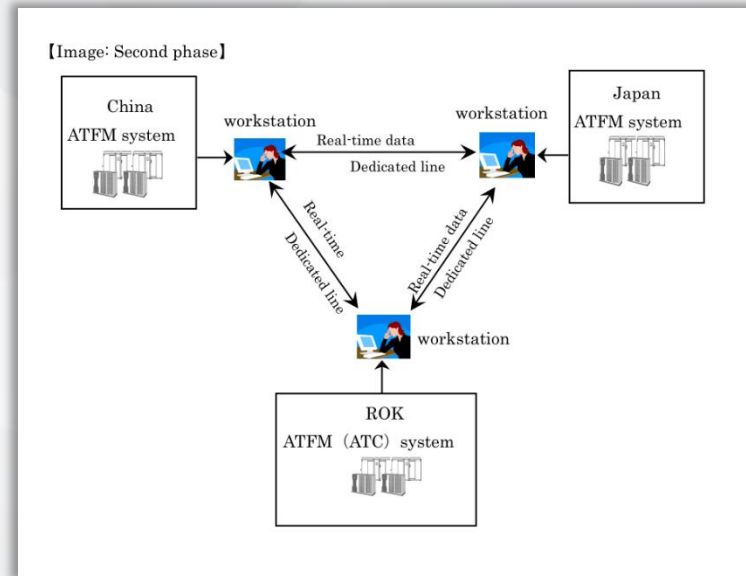 【Image: Second phase】
China
ATFM system
workstation
Real-time data
Dedicated line
workstation
Japan
ATFM system
Real-time
Dedicated line
Real-time data
Dedicated line
workstation
ROK
ATFM（ATC）system